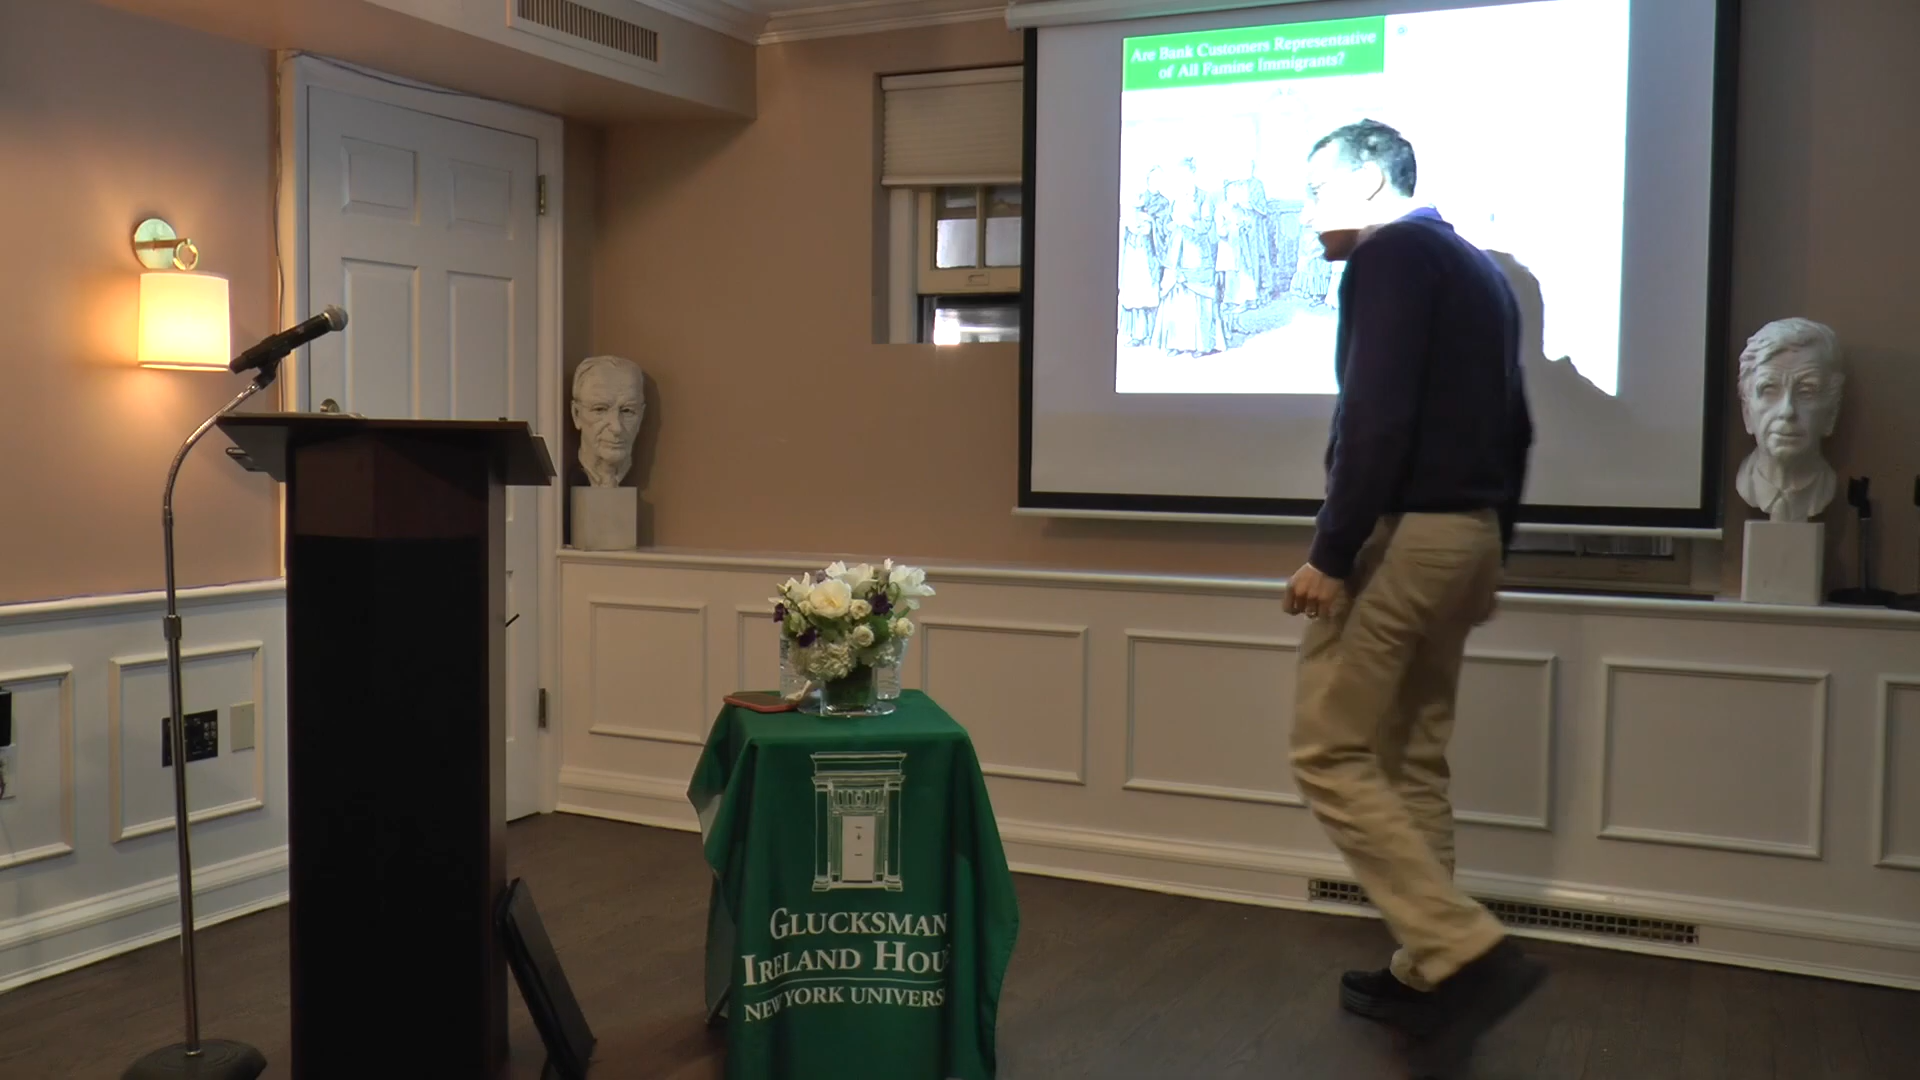 Are Bank Customers Representative
of All Famine Immigrants?
GLUCKSMAN
IRELAND HOU
NEW YORK UNIVERS